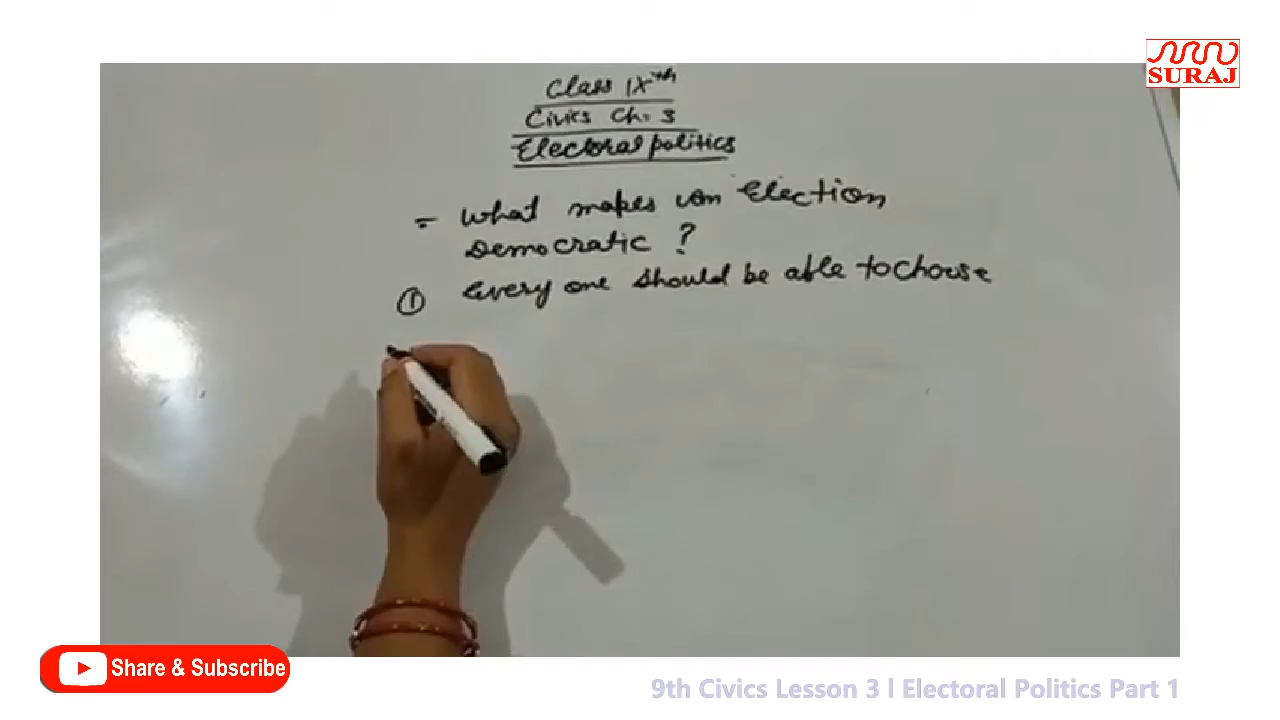 SURAJ
Class IXth
Civics Ch. 3
Electoral politics
= What makes an Election
Democratic ?
① Every one should be able to choose
Share & Subscribe
9th Civics Lesson 3 l Electoral Politics Part 1